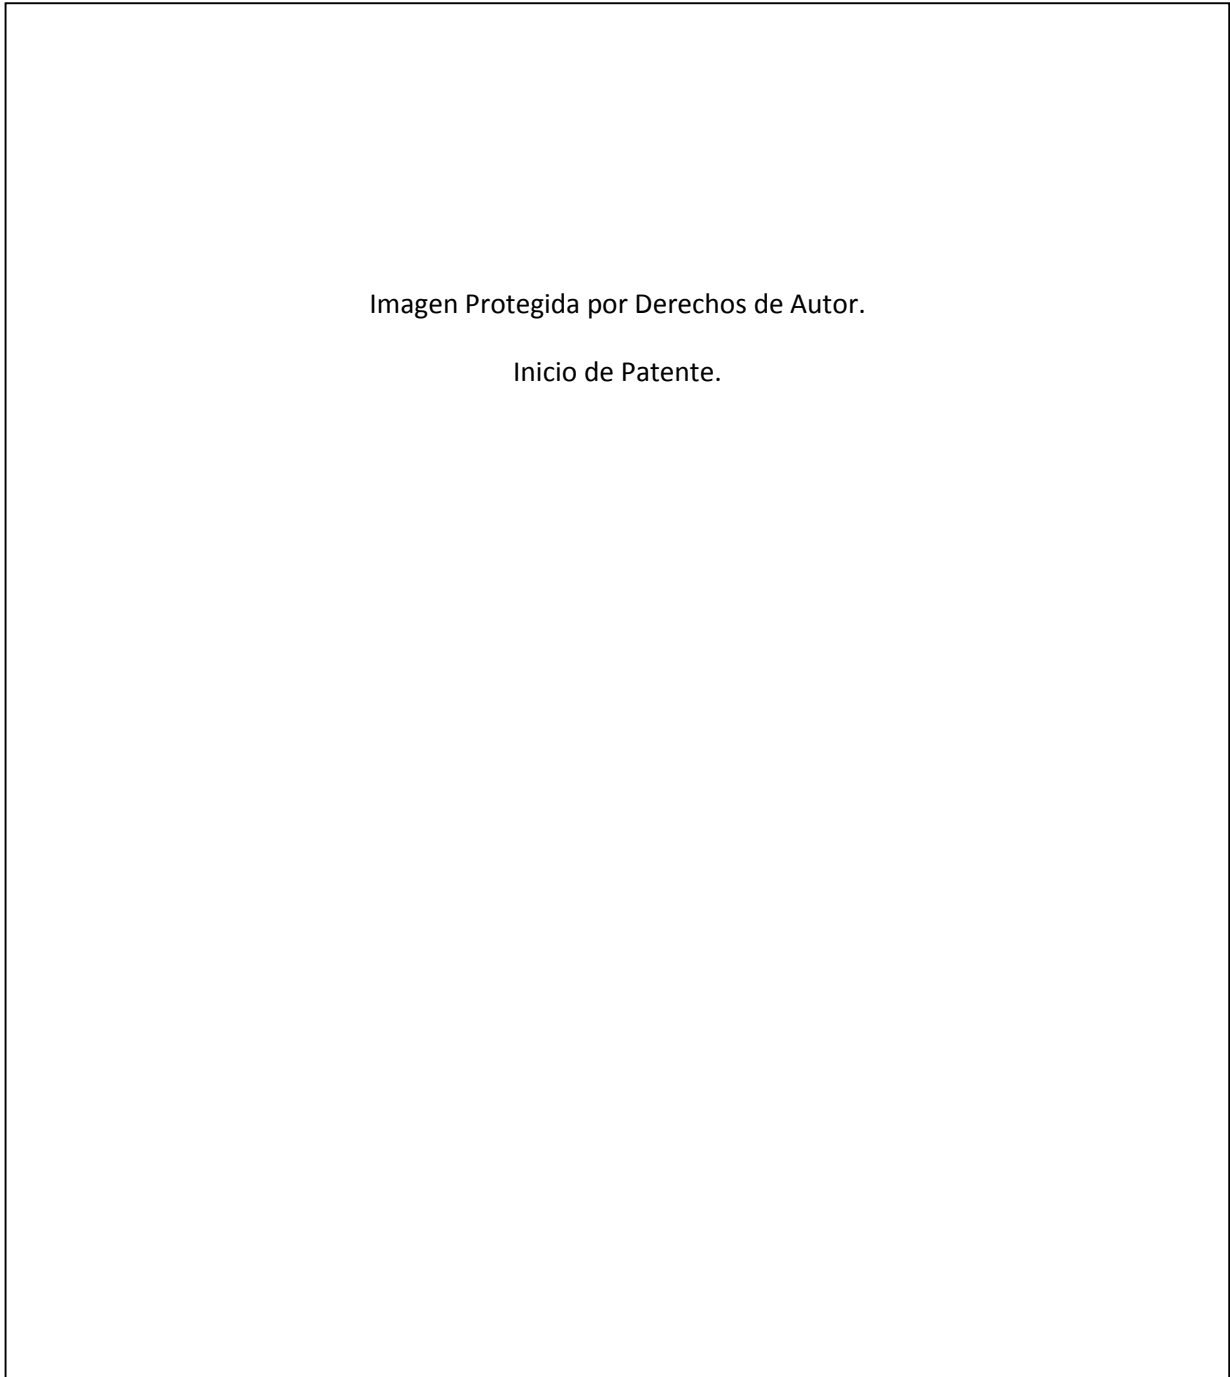 Imagen Protegida por Derechos de Autor.
Inicio de Patente.